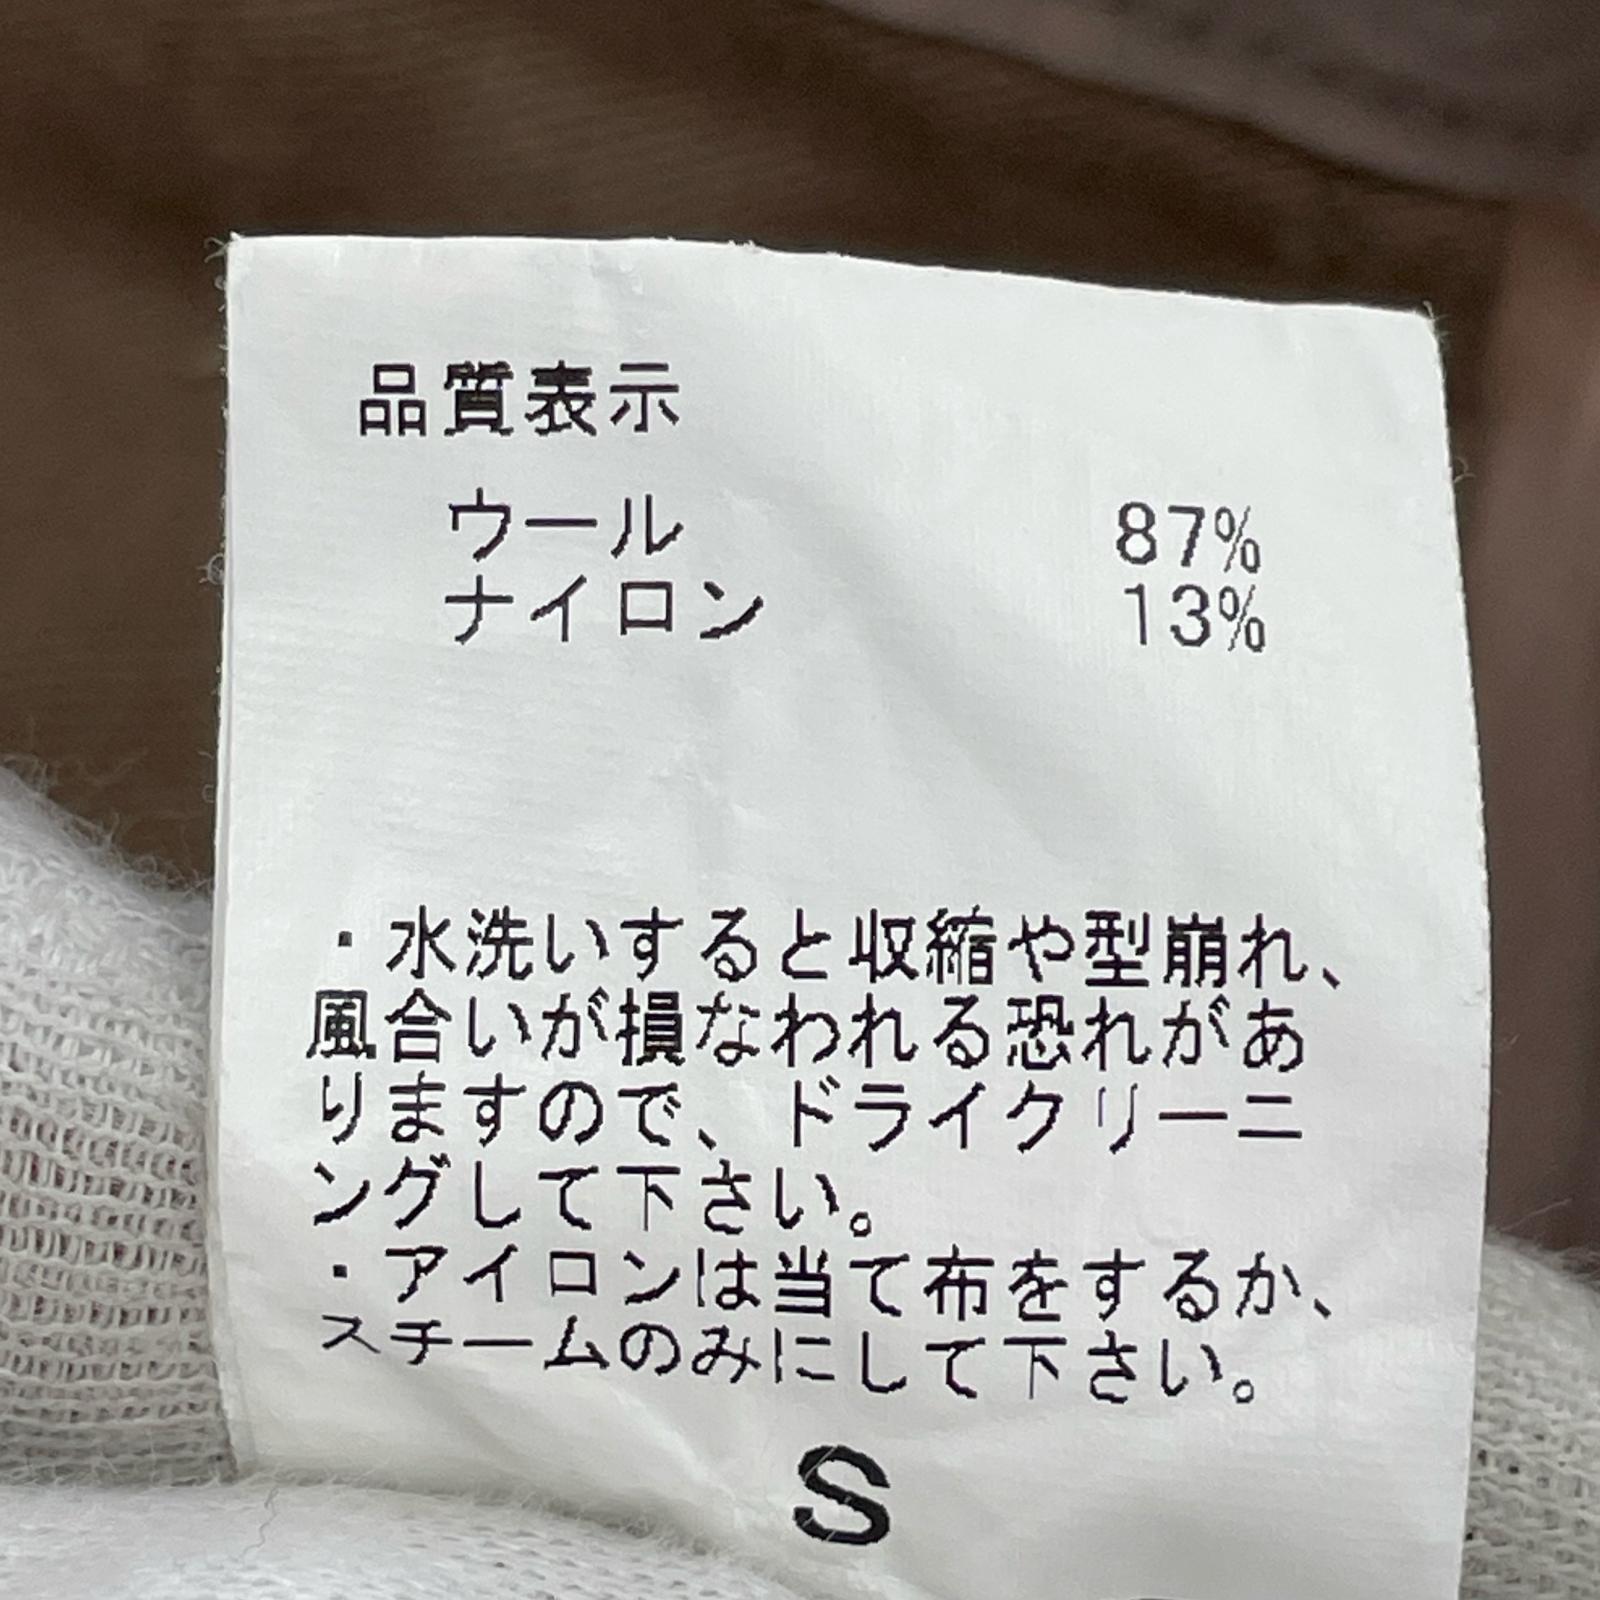 品質表示
ウール 87%
ナイロン 13%
・水洗いすると収縮や型崩れ、
風合いが損なわれる恐れがあ
りますので、ドライクリーニ
ングして下さい。
・アイロンは当て布をするか、
スチームのみにして下さい。
S